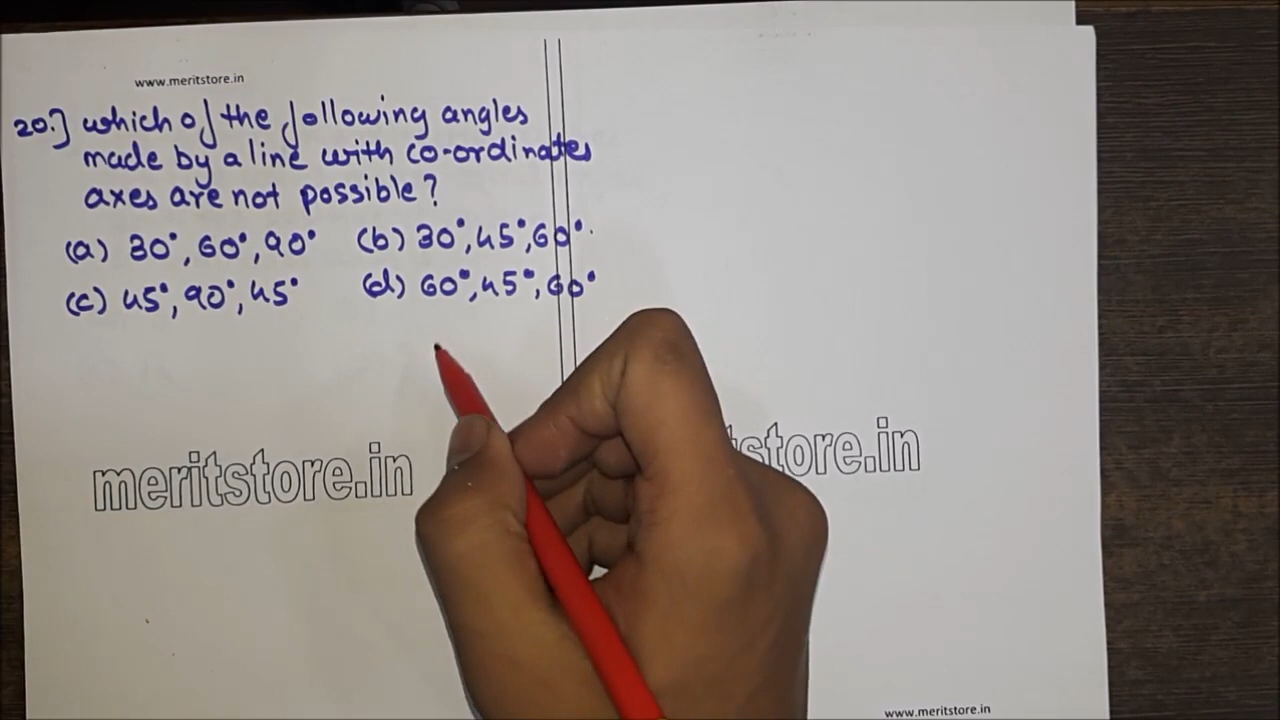 www.meritstore.in
20.] which of the following angles
made by a line with co-ordinates
axes are not possible?
(a) 30°, 60°, 90° (b) 30°, 45°, 60°.
(c) 45°, 90°, 45° (d) 60°, 45°, 60°
meritstore.in
tstore.in
www.meritstore.in